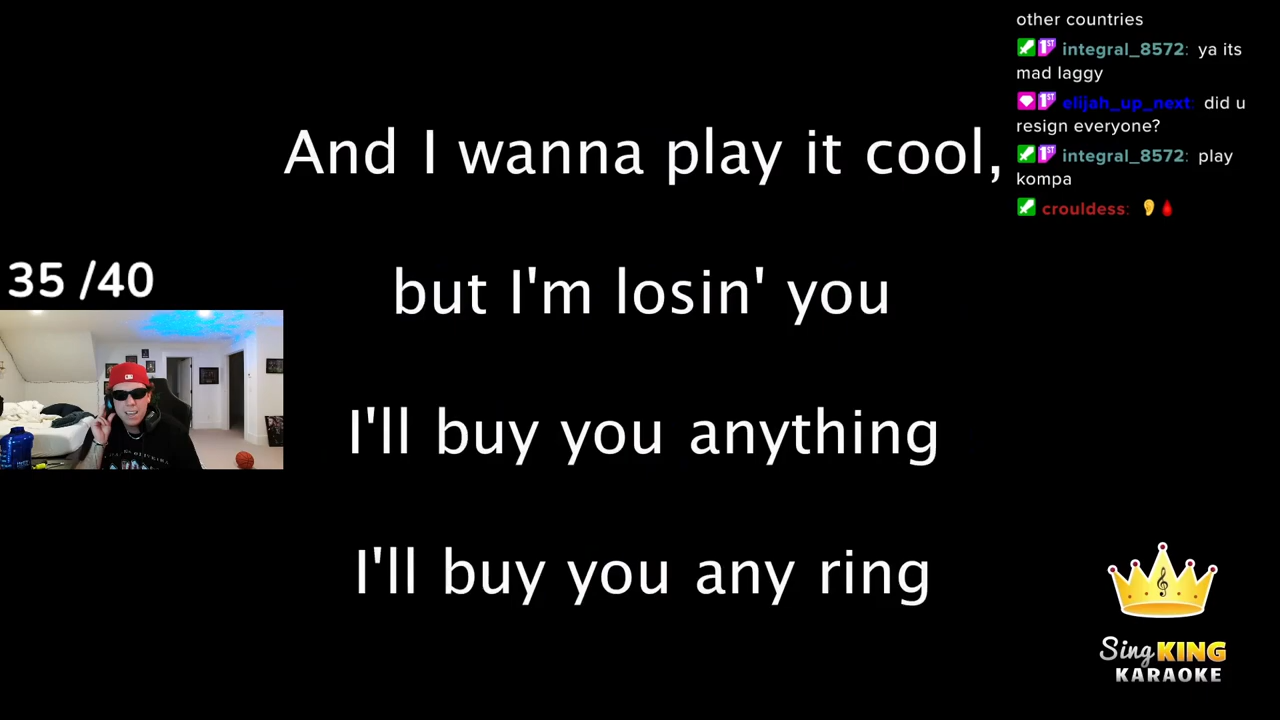 other countries
integral_8572: ya its
mad laggy
elijah_up_next: did u
resign everyone?
integral_8572: play
kompa
crouldess: 👂🩸
And I wanna play it cool,
but I'm losin' you
I'll buy you anything
I'll buy you any ring
35 /40
Sing KING
KARAOKE